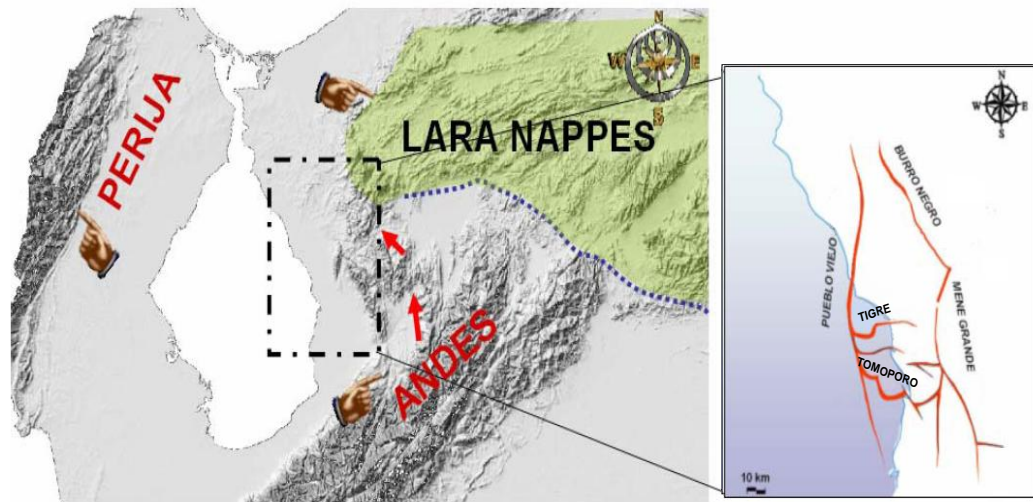 PERIJA
LARA NAPPES
ANDES
N
W
E
S
N
W
E
S
BURRO NEGRO
PUEBLO VIEJO
MENE GRANDE
TIGRE
TOMOPORO
10 km